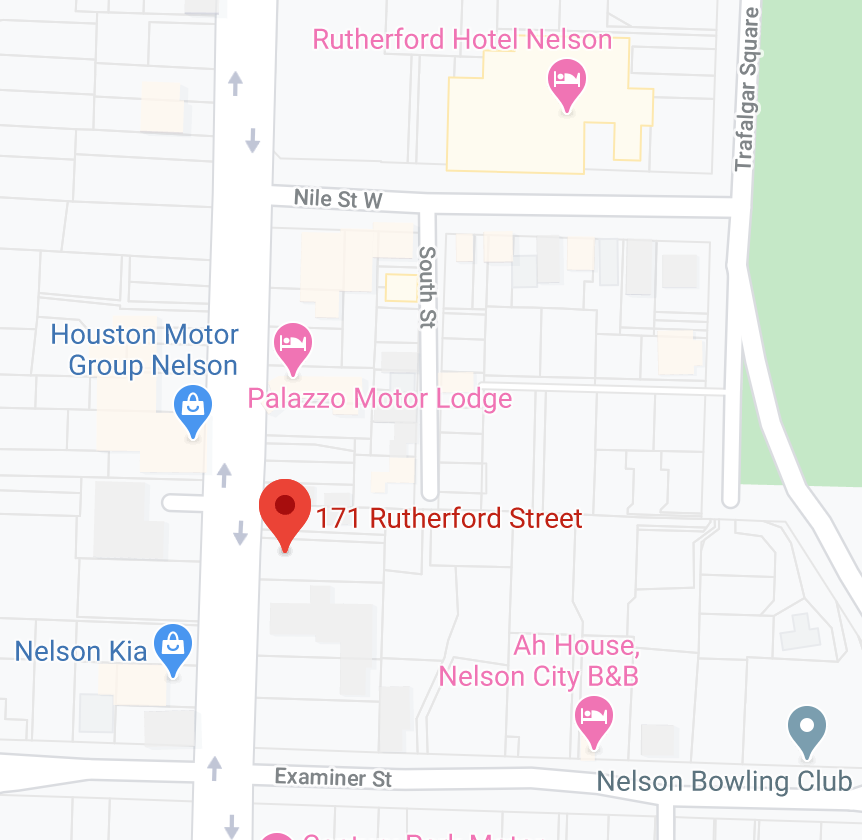 Rutherford Hotel Nelson
Trafalgar Square
Nile St W
South St
Houston Motor
Group Nelson
Palazzo Motor Lodge
171 Rutherford Street
Ah House,
Nelson City B&B
Nelson Kia
Examiner St
Nelson Bowling Club